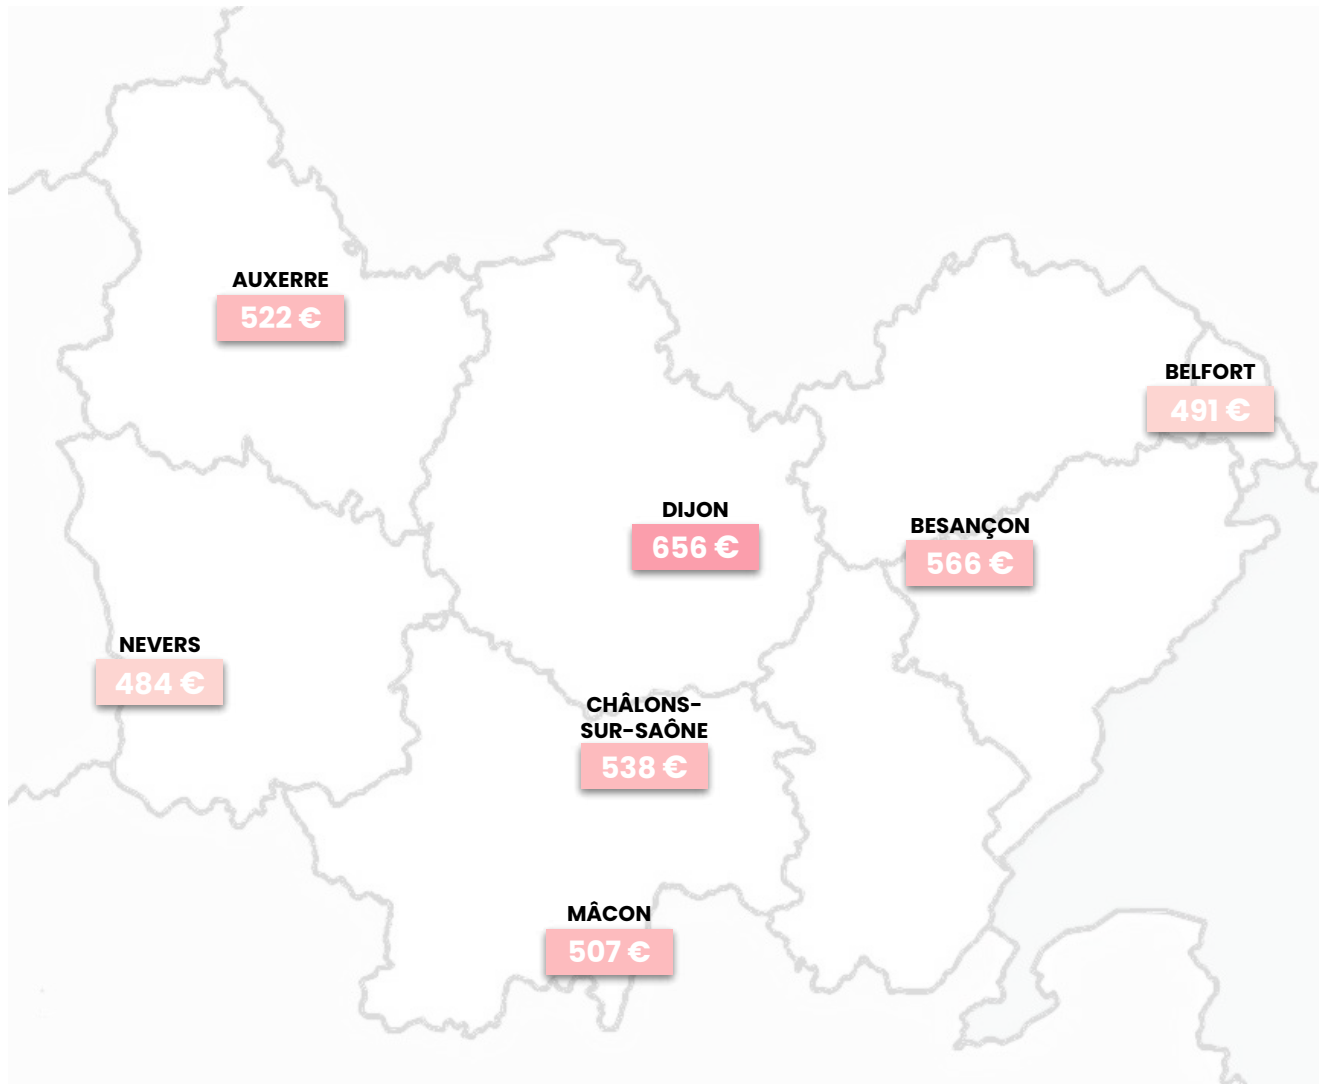 AUXERRE
522 €
BELFORT
491 €
DIJON
656 €
BESANÇON
566 €
NEVERS
484 €
CHÂLONS-
SUR-SAÔNE
538 €
MÂCON
507 €